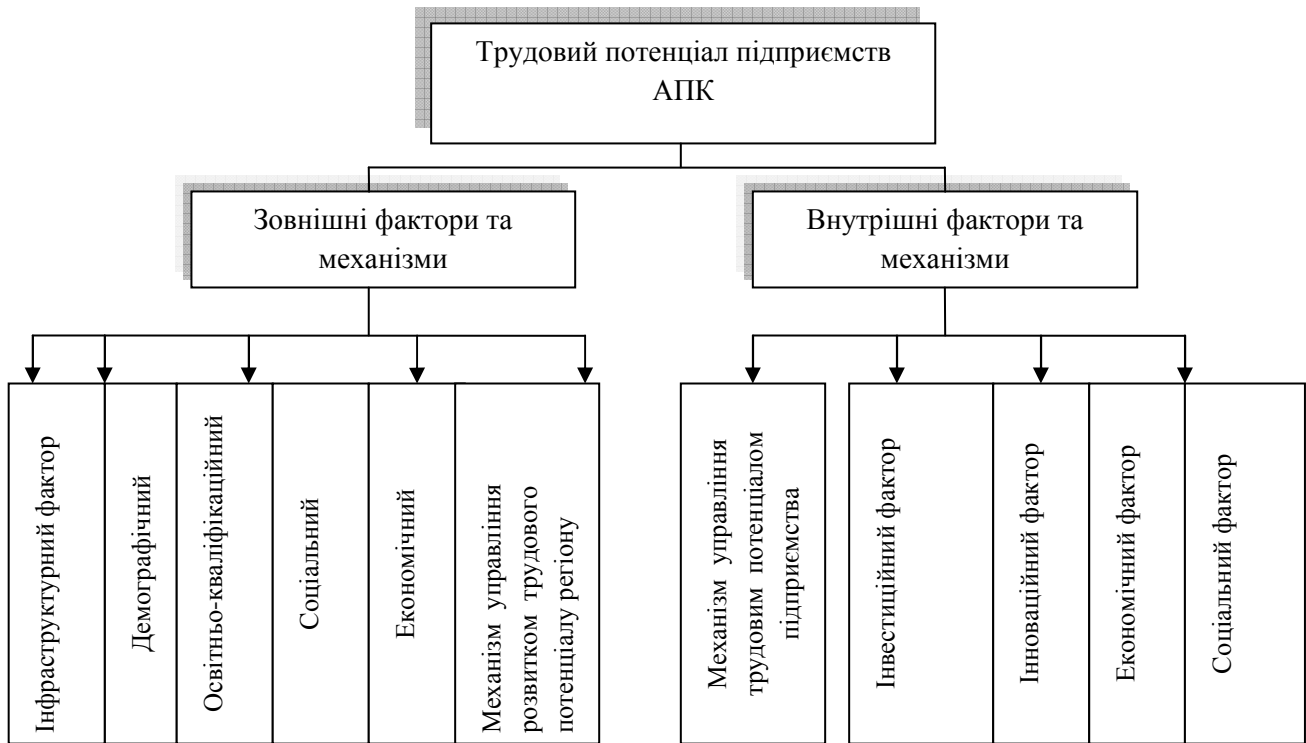 Трудовий потенціал підприємств
АПК
Зовнішні фактори та
механізми
Внутрішні фактори та
механізми
Інфраструктурний фактор
Демографічний
Освітньо-кваліфікаційний
Соціальний
Економічний
Механізм управління
розвитком трудового
потенціалу регіону
Механізм управління
трудовим потенціалом
підприємства
Інвестиційний фактор
Інноваційний фактор
Економічний фактор
Соціальний фактор